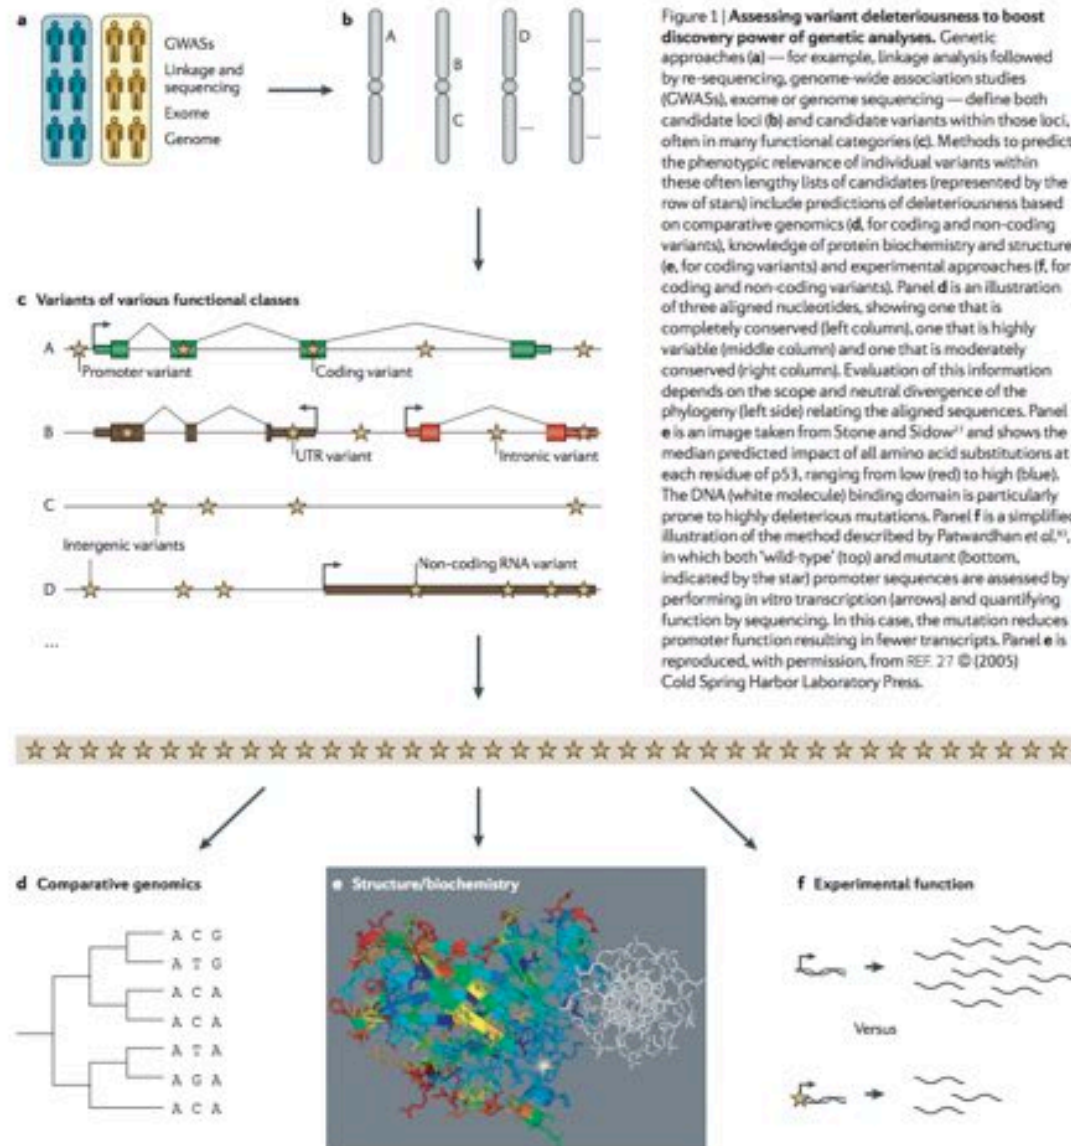 a
GWASs
Linkage and
sequencing
Exome
Genome
b
A
B
C
D
Figure 1 | Assessing variant deleteriousness to boost
discovery power of genetic analyses. Genetic
approaches (a) — for example, linkage analysis followed
by re-sequencing, genome-wide association studies
(GWASs), exome or genome sequencing — define both
candidate loci (b) and candidate variants within those loci,
often in many functional categories (c). Methods to predict
the phenotypic relevance of individual variants within
these often lengthy lists of candidates (represented by the
row of stars) include predictions of deleteriousness based
on comparative genomics (d, for coding and non-coding
variants), knowledge of protein biochemistry and structure
(e, for coding variants) and experimental approaches (f, for
coding and non-coding variants). Panel d is an illustration
of three aligned nucleotides, showing one that is
completely conserved (left column), one that is highly
variable (middle column) and one that is moderately
conserved (right column). Evaluation of this information
depends on the scope and neutral divergence of the
phylogeny (left side) relating the aligned sequences. Panel
e is an image taken from Stone and Sidow and shows the
median predicted impact of all amino acid substitutions at
each residue of p53, ranging from low (red) to high (blue).
The DNA (white molecule) binding domain is particularly
prone to highly deleterious mutations. Panel f is a simplified
illustration of the method described by Patwardhan et al.,
in which both 'wild-type' (top) and mutant (bottom,
indicated by the star) promoter sequences are assessed by
performing in vitro transcription (arrows) and quantifying
function by sequencing. In this case, the mutation reduces
promoter function resulting in fewer transcripts. Panel e is
reproduced, with permission, from REF. 27 © (2005)
Cold Spring Harbor Laboratory Press.
c Variants of various functional classes
A
Promoter variant
Coding variant
B
UTR variant
Intronic variant
C
Intergenic variants
Non-coding RNA variant
D
...
d Comparative genomics
A C G
A T G
A C A
A C A
A T A
A G A
A C A
e Structure/biochemistry
f Experimental function
Versus